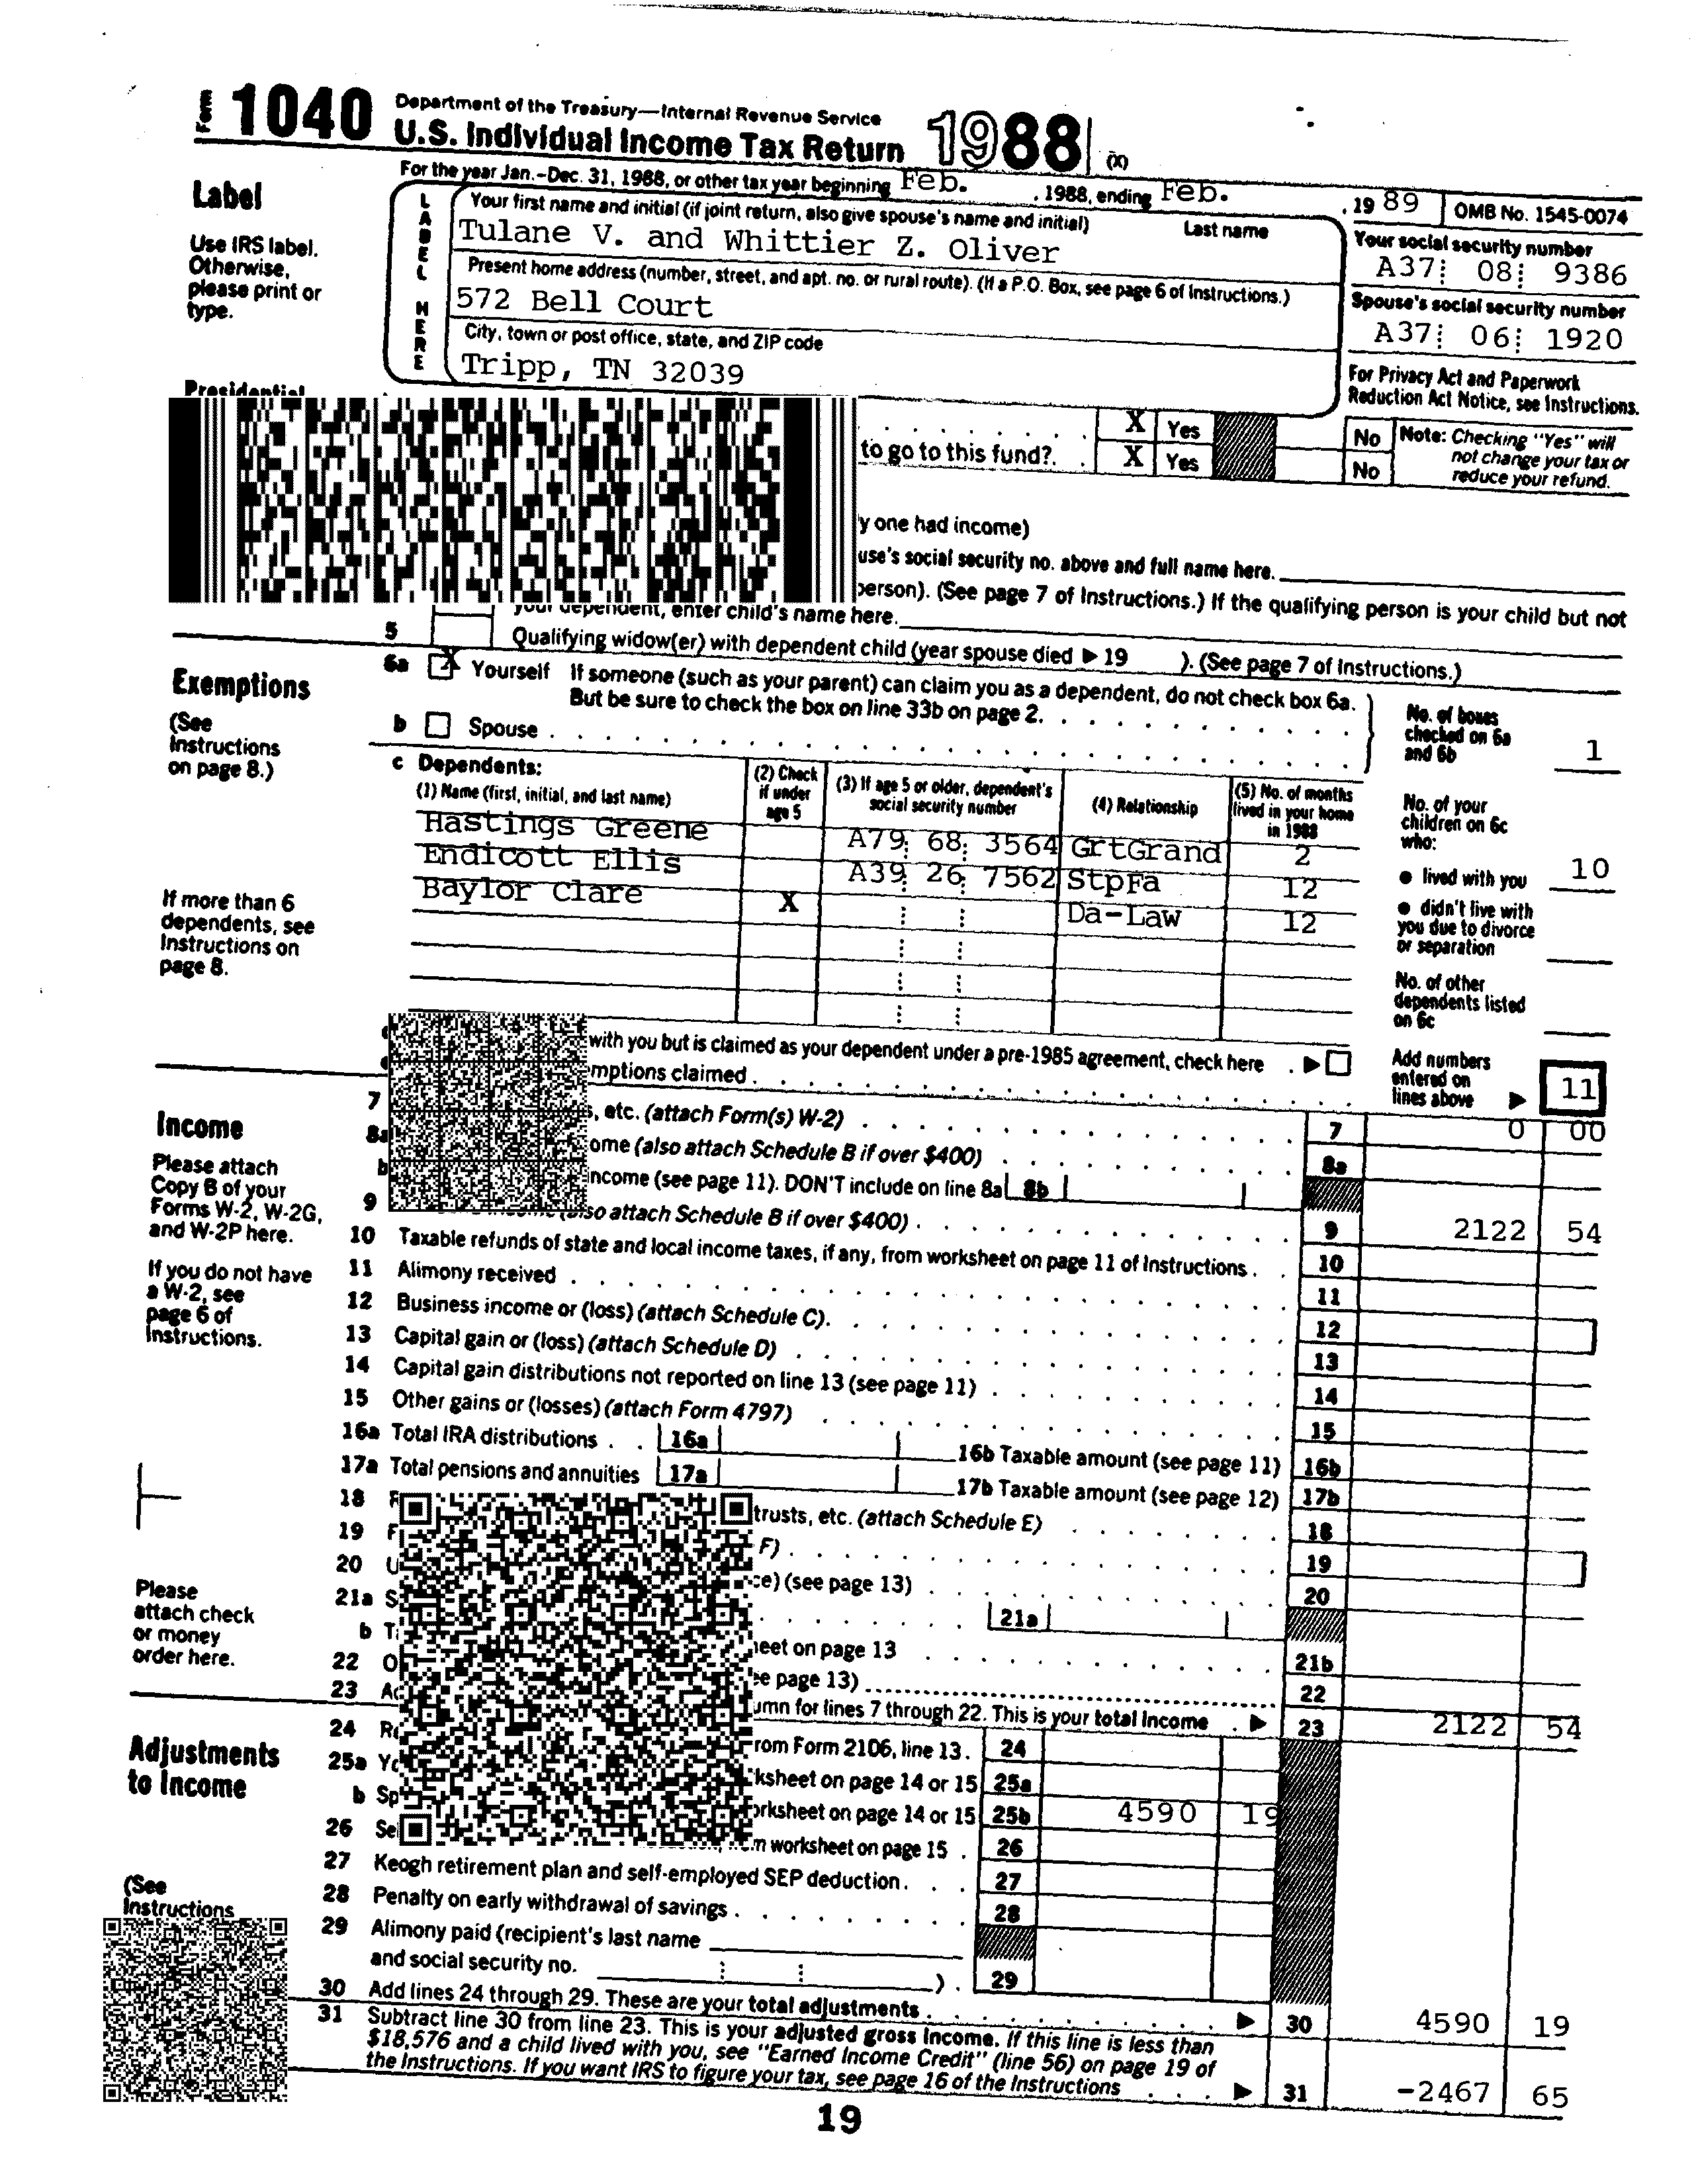 Form 1040 Department of the Treasury—Internal Revenue Service
U.S. Individual Income Tax Return 1988 (X)
For the year Jan.-Dec. 31, 1988, or other tax year beginning Feb. , 1988, ending Feb. , 19 89 OMB No. 1545-0074
Label
Use IRS label.
Otherwise,
please print or
type.
LABEL HERE
Your first name and initial (if joint return, also give spouse's name and initial) Last name
Tulane V. and Whittier Z. Oliver
Your social security number
A37 08 9386
Present home address (number, street, and apt. no. or rural route). (If a P.O. Box, see page 6 of Instructions.)
572 Bell Court
Spouse's social security number
A37 06 1920
City, town or post office, state, and ZIP code
Tripp, TN 32039
For Privacy Act and Paperwork
Reduction Act Notice, see Instructions.
Presidential
X Yes No
to go to this fund?. X Yes No
Note: Checking "Yes" will
not change your tax or
reduce your refund.
y one had income)
use's social security no. above and full name here.
person). (See page 7 of Instructions.) If the qualifying person is your child but not
your dependent, enter child's name here.
5 Qualifying widow(er) with dependent child (year spouse died ▶ 19 ). (See page 7 of Instructions.)
Exemptions
(See
Instructions
on page 8.)
6a X Yourself If someone (such as your parent) can claim you as a dependent, do not check box 6a.
But be sure to check the box on line 33b on page 2.
b Spouse
No. of boxes
checked on 6a
and 6b 1
c Dependents:
(1) Name (first, initial, and last name) (2) Check if under age 5 (3) If age 5 or older, dependent's social security number (4) Relationship (5) No. of months lived in your home in 1988
Hastings Greene A79 68 3564 GrtGrand 2
Endicott Ellis A39 26 7562 StpFa 12
Baylor Clare X Da-Law 12
No. of your
children on 6c
who:
● lived with you 10
● didn't live with
you due to divorce
or separation
No. of other
dependents listed
on 6c
If more than 6
dependents, see
Instructions on
page 8.
with you but is claimed as your dependent under a pre-1985 agreement, check here ▶
mptions claimed
Add numbers
entered on
lines above ▶ 11
Income
Please attach
Copy B of your
Forms W-2, W-2G,
and W-2P here.
If you do not have
a W-2, see
page 6 of
Instructions.
7 s, etc. (attach Form(s) W-2) 7 0 00
8a ome (also attach Schedule B if over $400) 8a
b income (see page 11). DON'T include on line 8a 8b
9 so attach Schedule B if over $400) 9 2122 54
10 Taxable refunds of state and local income taxes, if any, from worksheet on page 11 of Instructions 10
11 Alimony received 11
12 Business income or (loss) (attach Schedule C) 12
13 Capital gain or (loss) (attach Schedule D) 13
14 Capital gain distributions not reported on line 13 (see page 11) 14
15 Other gains or (losses) (attach Form 4797) 15
16a Total IRA distributions 16a 16b Taxable amount (see page 11) 16b
17a Total pensions and annuities 17a 17b Taxable amount (see page 12) 17b
18 trusts, etc. (attach Schedule E) 18
19 F) 19
20 ce) (see page 13) 20
21a 21a
b eet on page 13 21b
22 ee page 13) 22
23 umn for lines 7 through 22. This is your total income ▶ 23 2122 54
Please
attach check
or money
order here.
Adjustments
to Income
24 rom Form 2106, line 13 24
25a ksheet on page 14 or 15 25a
b orksheet on page 14 or 15 25b 4590 19
26 m worksheet on page 15 26
27 Keogh retirement plan and self-employed SEP deduction 27
28 Penalty on early withdrawal of savings 28
29 Alimony paid (recipient's last name
and social security no. ) 29
30 Add lines 24 through 29. These are your total adjustments ▶ 30 4590 19
(See
Instructions
31 Subtract line 30 from line 23. This is your adjusted gross income. If this line is less than
$18,576 and a child lived with you, see "Earned Income Credit" (line 56) on page 19 of
the Instructions. If you want IRS to figure your tax, see page 16 of the Instructions ▶ 31 -2467 65
19